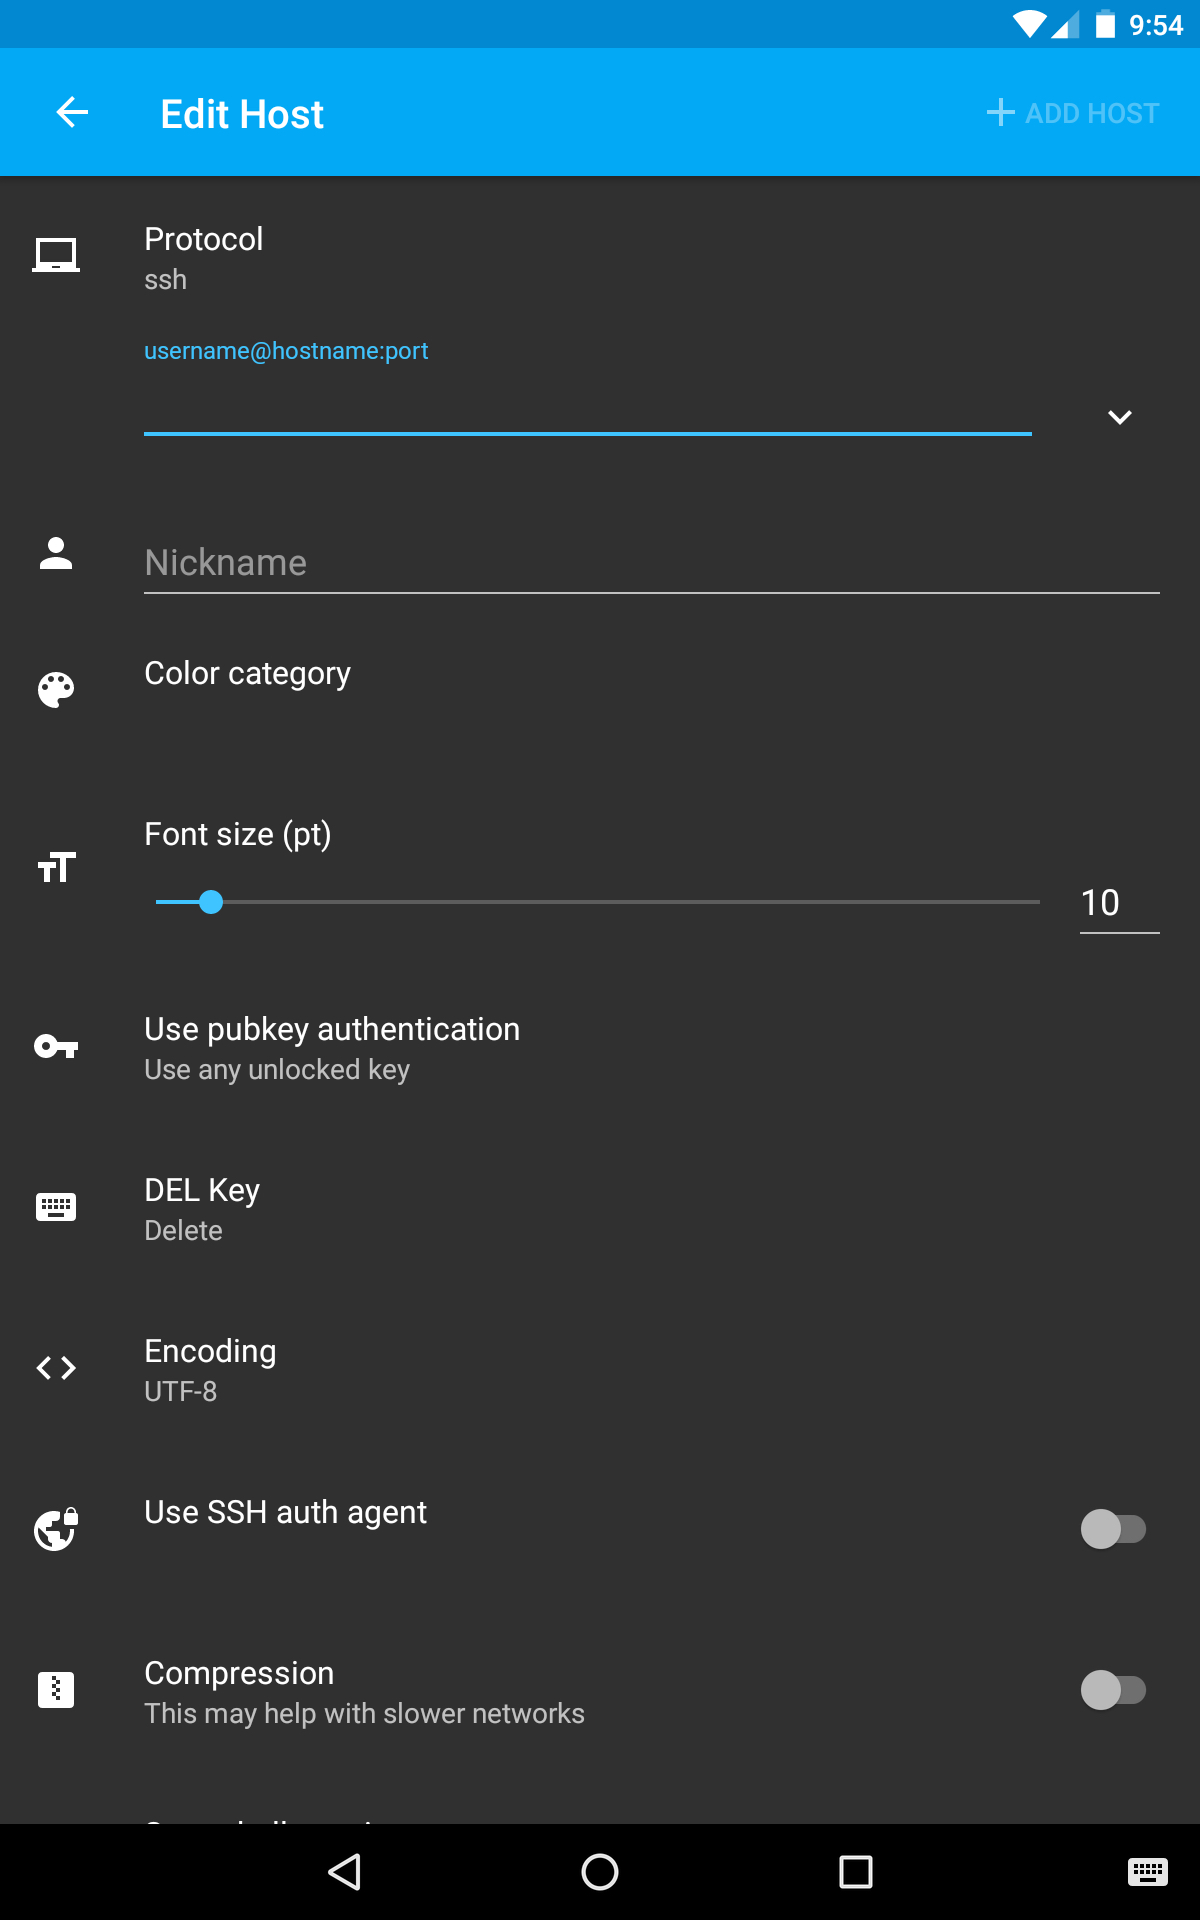 9:54
Edit Host
ADD HOST
Protocol
ssh
username@hostname:port
Nickname
Color category
Font size (pt)
10
Use pubkey authentication
Use any unlocked key
DEL Key
Delete
Encoding
UTF-8
Use SSH auth agent
Compression
This may help with slower networks